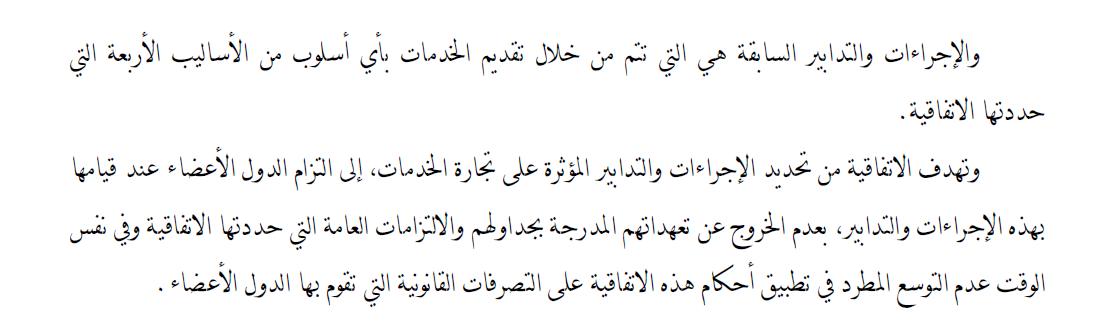 والإجراءات والتدابير السابقة هي التي تتم من خلال تقديم الخدمات بأي أسلوب من الأساليب الأربعة التي
حددتها الاتفاقية.
وتهدف الاتفاقية من تحديد الإجراءات والتدابير المؤثرة على تجارة الخدمات، إلى التزام الدول الأعضاء عند قيامها
بهذه الإجراءات والتدابير، بعدم الخروج عن تعهداتهم المدرجة بجداولهم والالتزامات العامة التي حددتها الاتفاقية وفي نفس
الوقت عدم التوسع المطرد في تطبيق أحكام هذه الاتفاقية على التصرفات القانونية التي تقوم بها الدول الأعضاء .